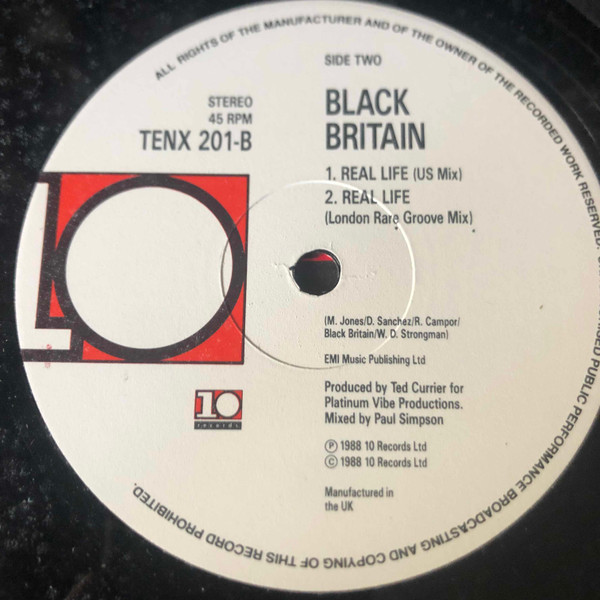 ALL RIGHTS OF THE MANUFACTURER AND OF THE OWNER OF THE RECORDED WORK RESERVED.
PUBLIC PERFORMANCE BROADCASTING AND COPYING OF THIS RECORD PROHIBITED.
SIDE TWO
STEREO
45 RPM
TENX 201-B
BLACK
BRITAIN
1. REAL LIFE (US Mix)
2. REAL LIFE
(London Rare Groove Mix)
10
(M. Jones/D. Sanchez/R. Campor/
Black Britain/W. D. Strongman)
EMI Music Publishing Ltd
Produced by Ted Currier for
Platinum Vibe Productions.
Mixed by Paul Simpson
10
records
Ⓟ 1988 10 Records Ltd
© 1988 10 Records Ltd
Manufactured in
the UK